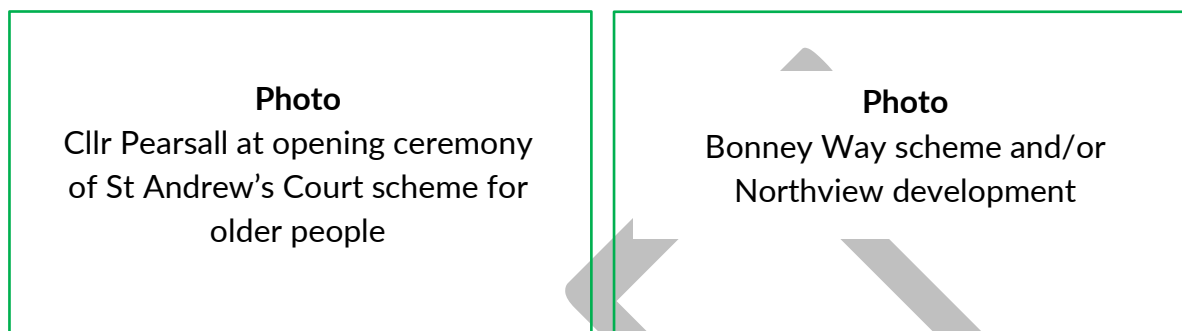 Photo
Cllr Pearsall at opening ceremony
of St Andrew’s Court scheme for
older people
Photo
Bonney Way scheme and/or
Northview development